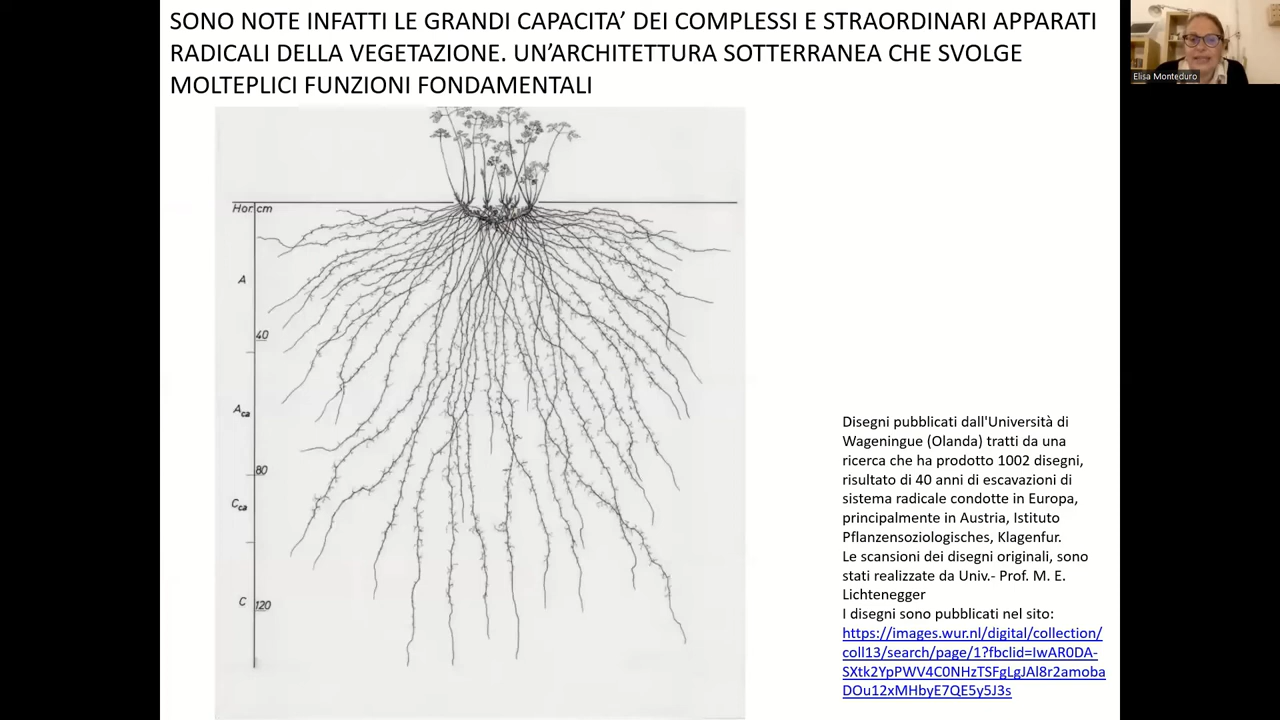 SONO NOTE INFATTI LE GRANDI CAPACITA’ DEI COMPLESSI E STRAORDINARI APPARATI
RADICALI DELLA VEGETAZIONE. UN’ARCHITETTURA SOTTERRANEA CHE SVOLGE
MOLTEPLICI FUNZIONI FONDAMENTALI
Elisa Monteduro
Hor. cm
A
40
Aca
80
Cca
C 120
Disegni pubblicati dall'Università di
Wageningue (Olanda) tratti da una
ricerca che ha prodotto 1002 disegni,
risultato di 40 anni di escavazioni di
sistema radicale condotte in Europa,
principalmente in Austria, Istituto
Pflanzensoziologisches, Klagenfur.
Le scansioni dei disegni originali, sono
stati realizzate da Univ.- Prof. M. E.
Lichtenegger
I disegni sono pubblicati nel sito:
https://images.wur.nl/digital/collection/
coll13/search/page/1?fbclid=IwAR0DA-
SXtk2YpPWV4C0NHzTSFgLgJAl8r2amoba
DOu12xMHbyE7QE5y5J3s